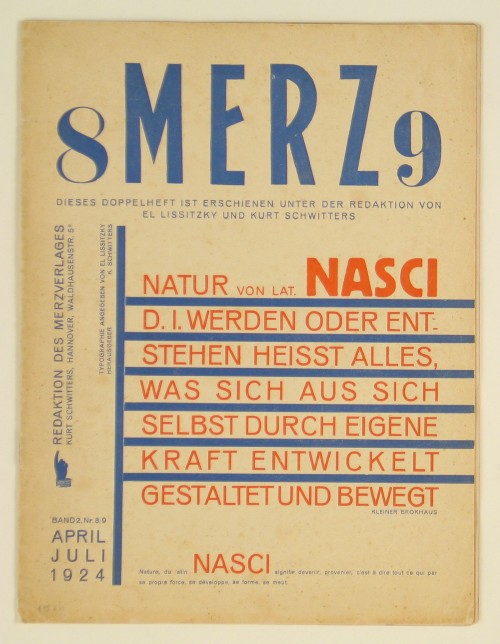 8 MERZ 9
DIESES DOPPELHEFT IST ERSCHIENEN UNTER DER REDAKTION VON
EL LISSITZKY UND KURT SCHWITTERS
REDAKTION DES MERZVERLAGES
KURT SCHWITTERS, HANNOVER, WALDHAUSENSTR. 5ᴵᴵ
TYPOGRAPHIE ANGEGEBEN VON EL LISSITZKY
HERAUSGEBER K. SCHWITTERS
NATUR VON LAT. NASCI
D. I. WERDEN ODER ENT-
STEHEN HEISST ALLES,
WAS SICH AUS SICH
SELBST DURCH EIGENE
KRAFT ENTWICKELT
GESTALTET UND BEWEGT
KLEINER BROKHAUS
BAND 2, Nr. 8/9
APRIL
JULI
1924
Nature, du latin NASCI signifie devenir, provenir, c'est à dire tout ce qui par
sa propre force, se développe, se forme, se meut.